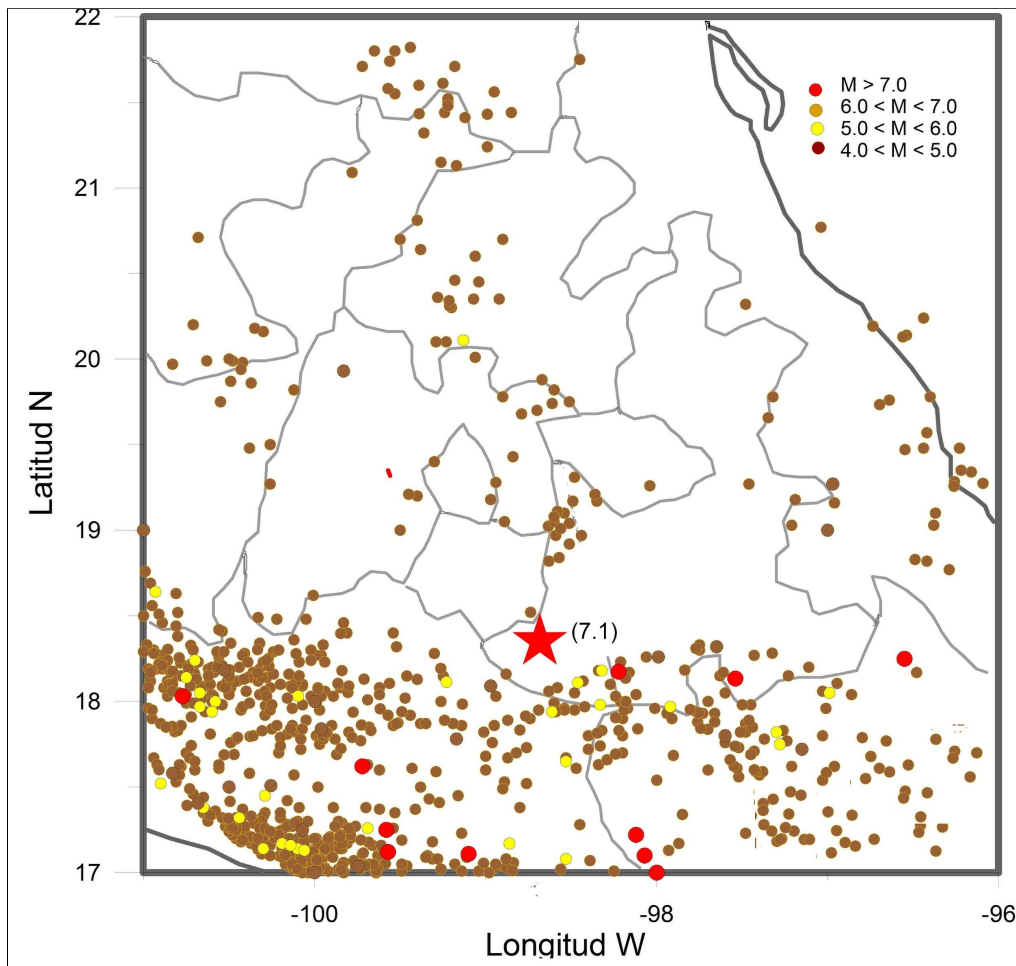 22
21
20
19
18
17
Latitud N
M > 7.0
6.0 < M < 7.0
5.0 < M < 6.0
4.0 < M < 5.0
(7.1)
-100
-98
-96
Longitud W